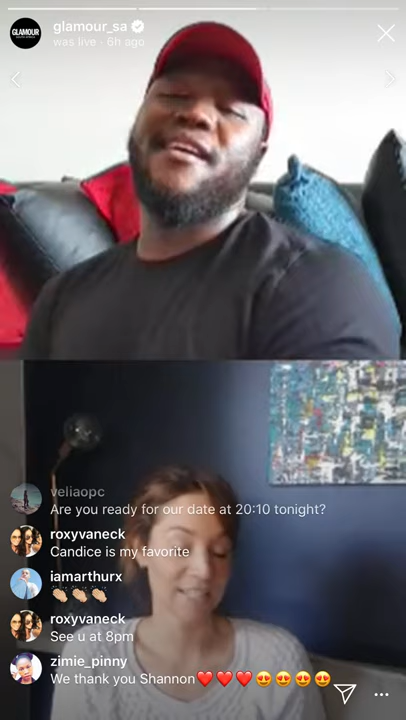 GLAMOUR
glamour_sa
was live · 6h ago
veliaopc
Are you ready for our date at 20:10 tonight?
roxyvaneck
Candice is my favorite
iamarthurx
👏🏼👏🏼👏🏼
roxyvaneck
See u at 8pm
zimie_pinny
We thank you Shannon❤️❤️❤️😍😍😍😍